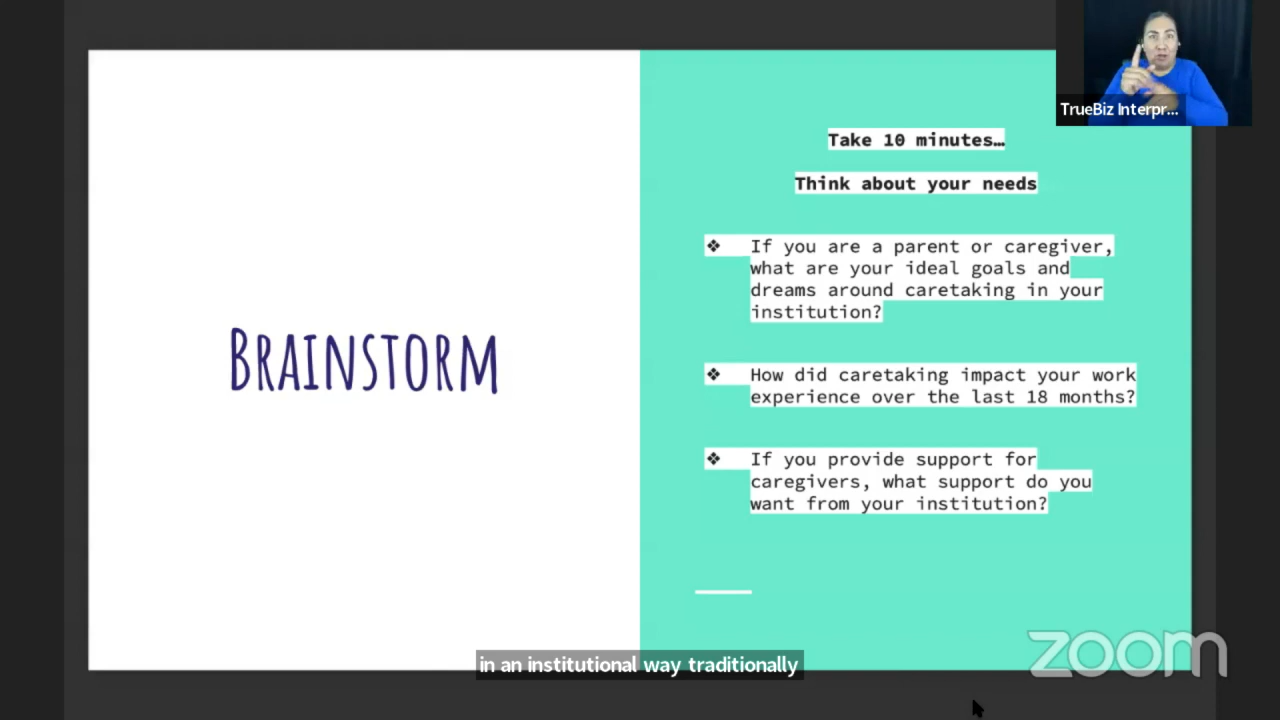 TrueBiz Interpr...
Take 10 minutes…
Think about your needs
❖ If you are a parent or caregiver,
what are your ideal goals and
dreams around caretaking in your
institution?
BRAINSTORM
❖ How did caretaking impact your work
experience over the last 18 months?
❖ If you provide support for
caregivers, what support do you
want from your institution?
zoom
in an institutional way traditionally